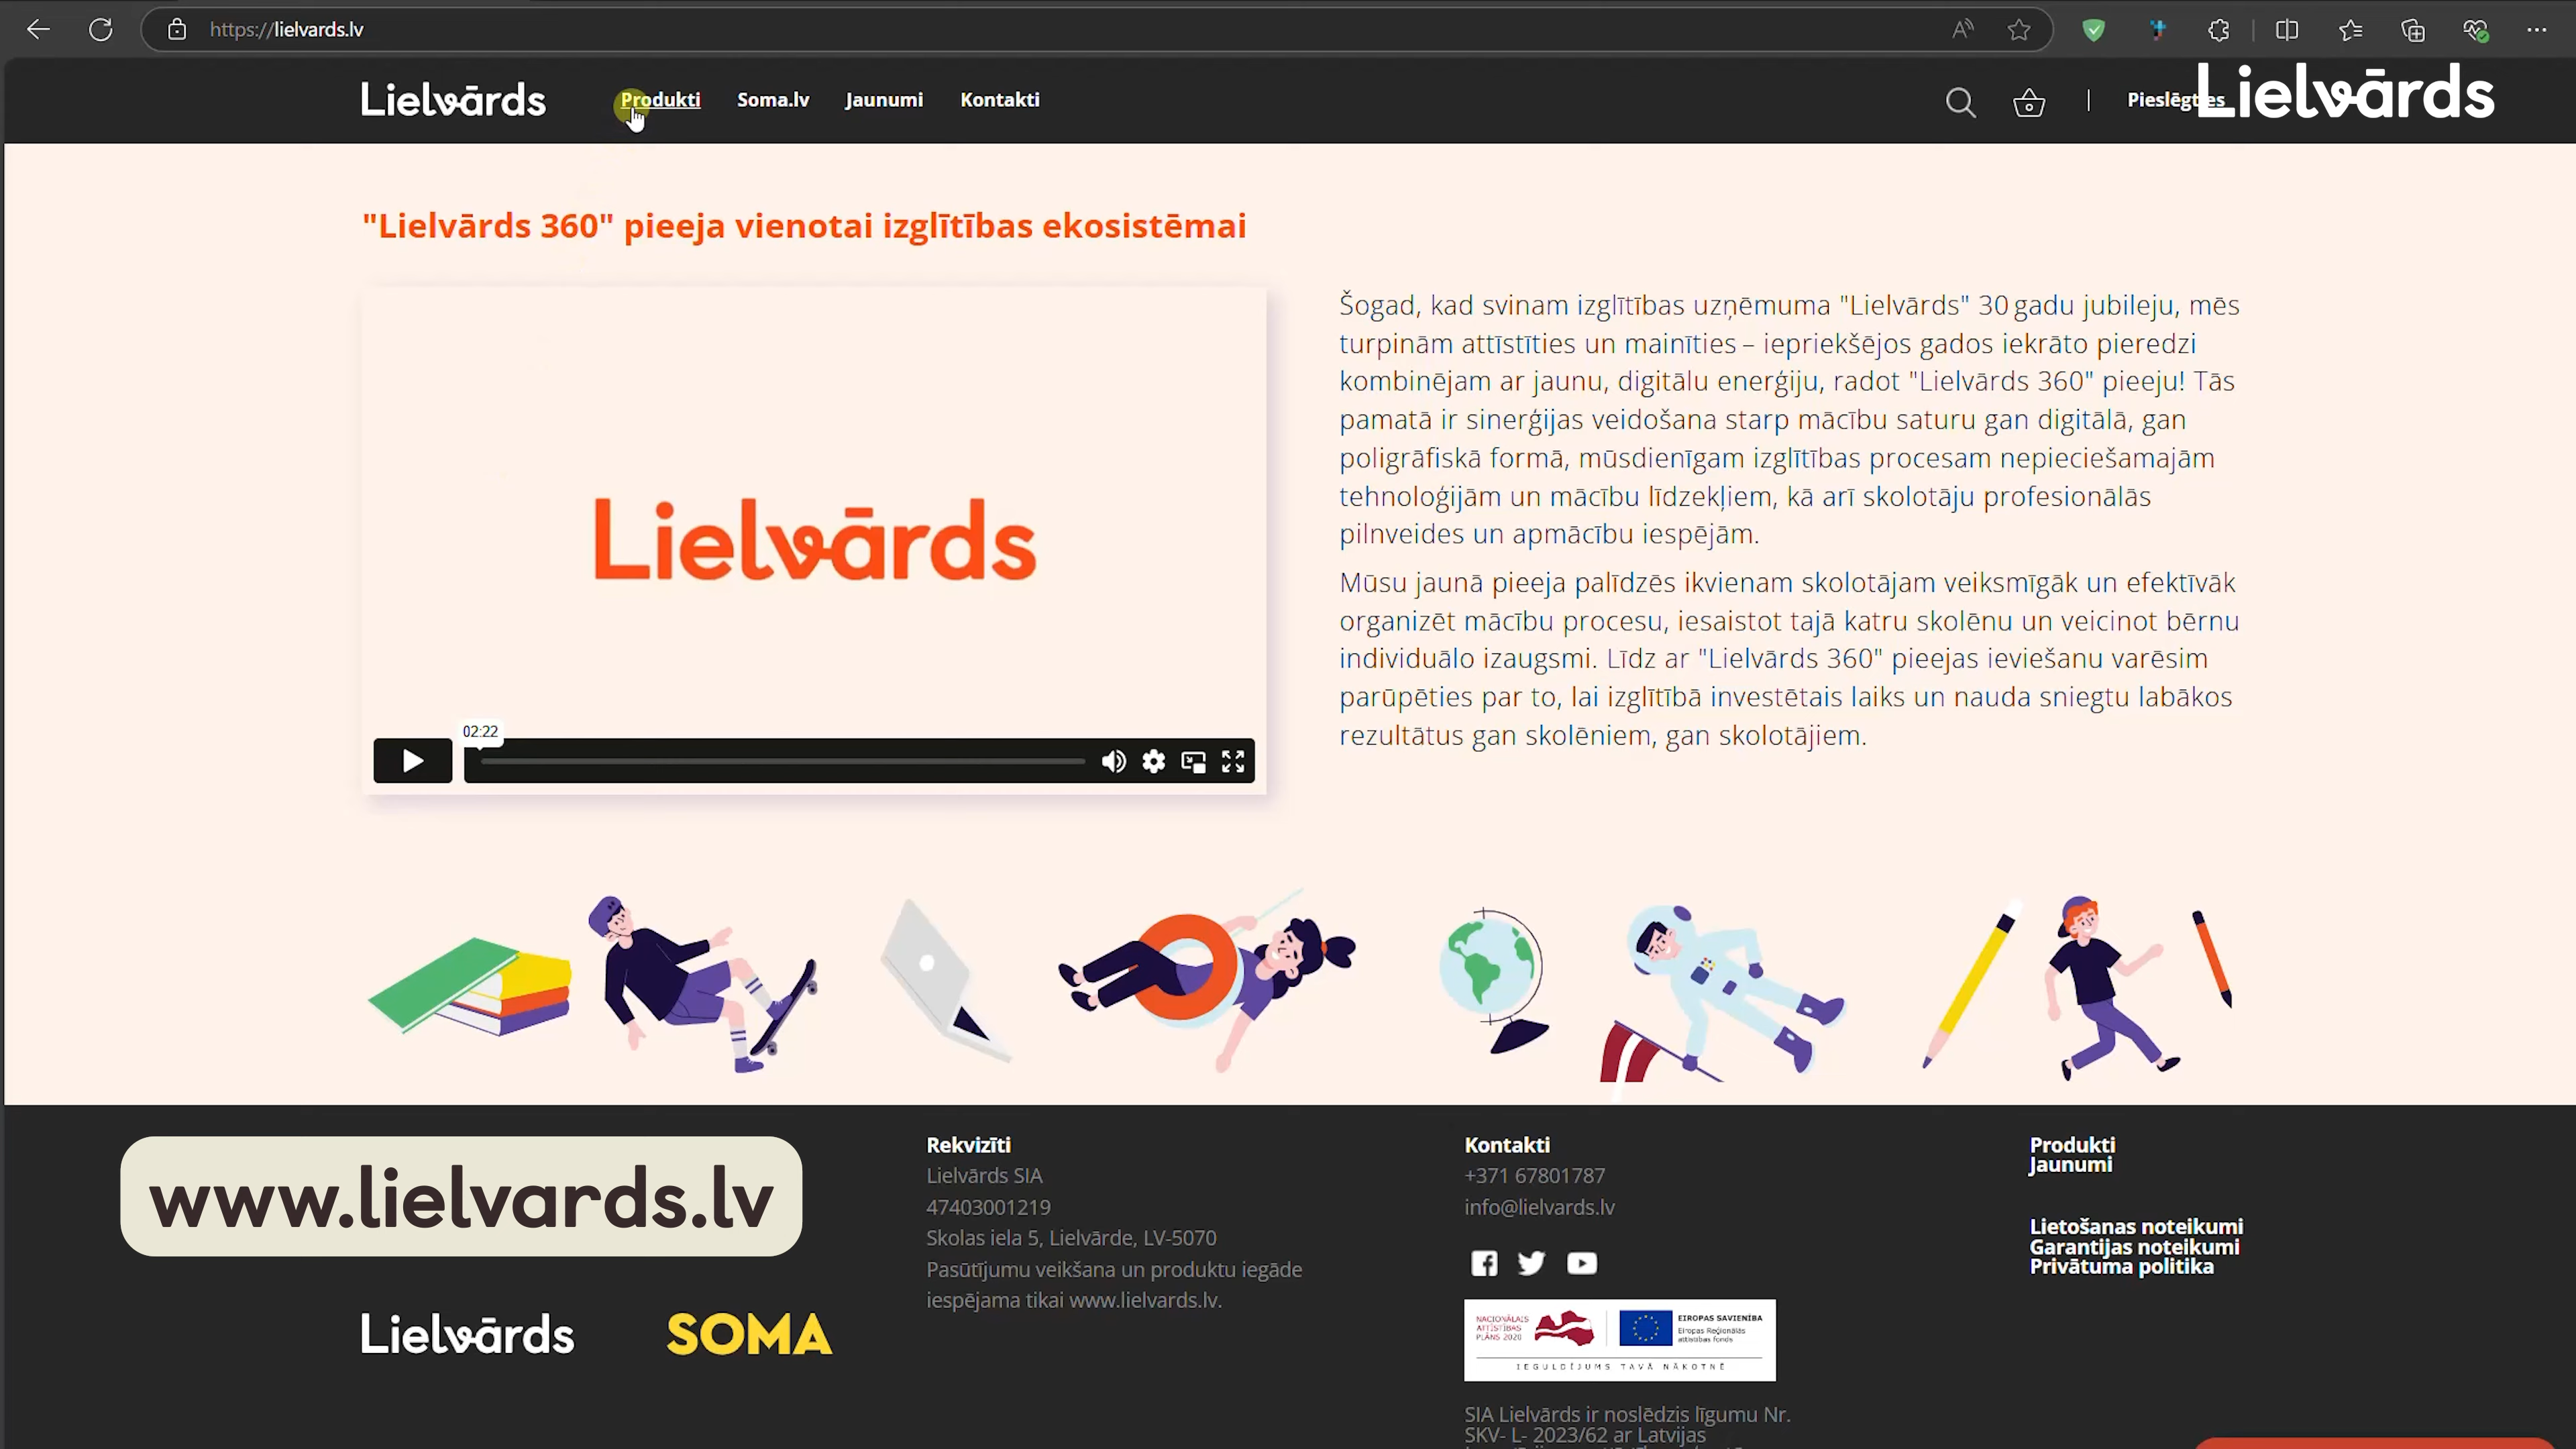 https://lielvards.lv
Lielvārds
Produkti
Soma.lv
Jaunumi
Kontakti
Lielvārds
"Lielvārds 360" pieeja vienotai izglītības ekosistēmai
Lielvārds
02:22
Šogad, kad svinam izglītības uzņēmuma "Lielvārds" 30 gadu jubileju, mēs
turpinām attīstīties un mainīties – iepriekšējos gados iekrāto pieredzi
kombinējam ar jaunu, digitālu enerģiju, radot "Lielvārds 360" pieeju! Tās
pamatā ir sinerģijas veidošana starp mācību saturu gan digitālā, gan
poligrāfiskā formā, mūsdienīgam izglītības procesam nepieciešamajām
tehnoloģijām un mācību līdzekļiem, kā arī skolotāju profesionālās
pilnveides un apmācību iespējām.
Mūsu jaunā pieeja palīdzēs ikvienam skolotājam veiksmīgāk un efektīvāk
organizēt mācību procesu, iesaistot tajā katru skolēnu un veicinot bērnu
individuālo izaugsmi. Līdz ar "Lielvārds 360" pieejas ieviešanu varēsim
parūpēties par to, lai izglītībā investētais laiks un nauda sniegtu labākos
rezultātus gan skolēniem, gan skolotājiem.
www.lielvards.lv
Lielvārds
SOMA
Rekvizīti
Lielvārds SIA
47403001219
Skolas iela 5, Lielvārde, LV-5070
Pasūtījumu veikšana un produktu iegāde
iespējama tikai www.lielvards.lv.
Kontakti
+371 67801787
info@lielvards.lv
NACIONĀLAIS
ATTĪSTĪBAS
PLĀNS 2020
EIROPAS SAVIENĪBA
Eiropas Reģionālās
attīstības fonds
IEGULDĪJUMS TAVĀ NĀKOTNĒ
SIA Lielvārds ir noslēdzis līgumu Nr.
SKV- L- 2023/62 ar Latvijas
Produkti
Jaunumi
Lietošanas noteikumi
Garantijas noteikumi
Privātuma politika